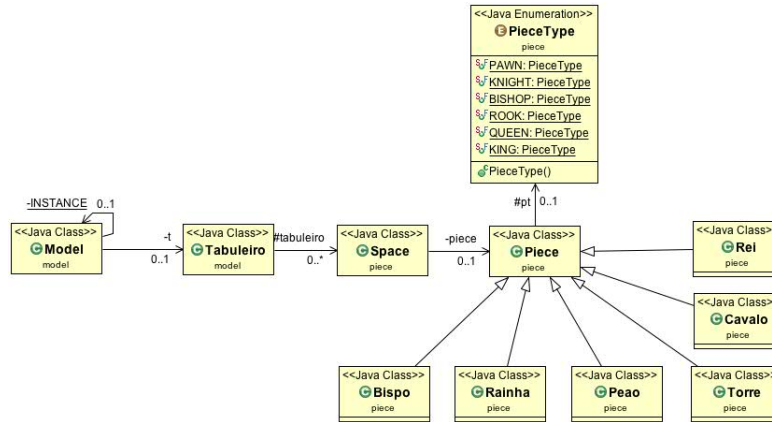 <<Java Enumeration>>
PieceType
piece
PAWN: PieceType
KNIGHT: PieceType
BISHOP: PieceType
ROOK: PieceType
QUEEN: PieceType
KING: PieceType
PieceType()
#pt 0..1
-INSTANCE 0..1
<<Java Class>>
Model
model
-t
0..1
<<Java Class>>
Tabuleiro
model
#tabuleiro
0..*
<<Java Class>>
Space
piece
-piece
0..1
<<Java Class>>
Piece
piece
<<Java Class>>
Rei
piece
<<Java Class>>
Cavalo
piece
<<Java Class>>
Bispo
piece
<<Java Class>>
Rainha
piece
<<Java Class>>
Peao
piece
<<Java Class>>
Torre
piece